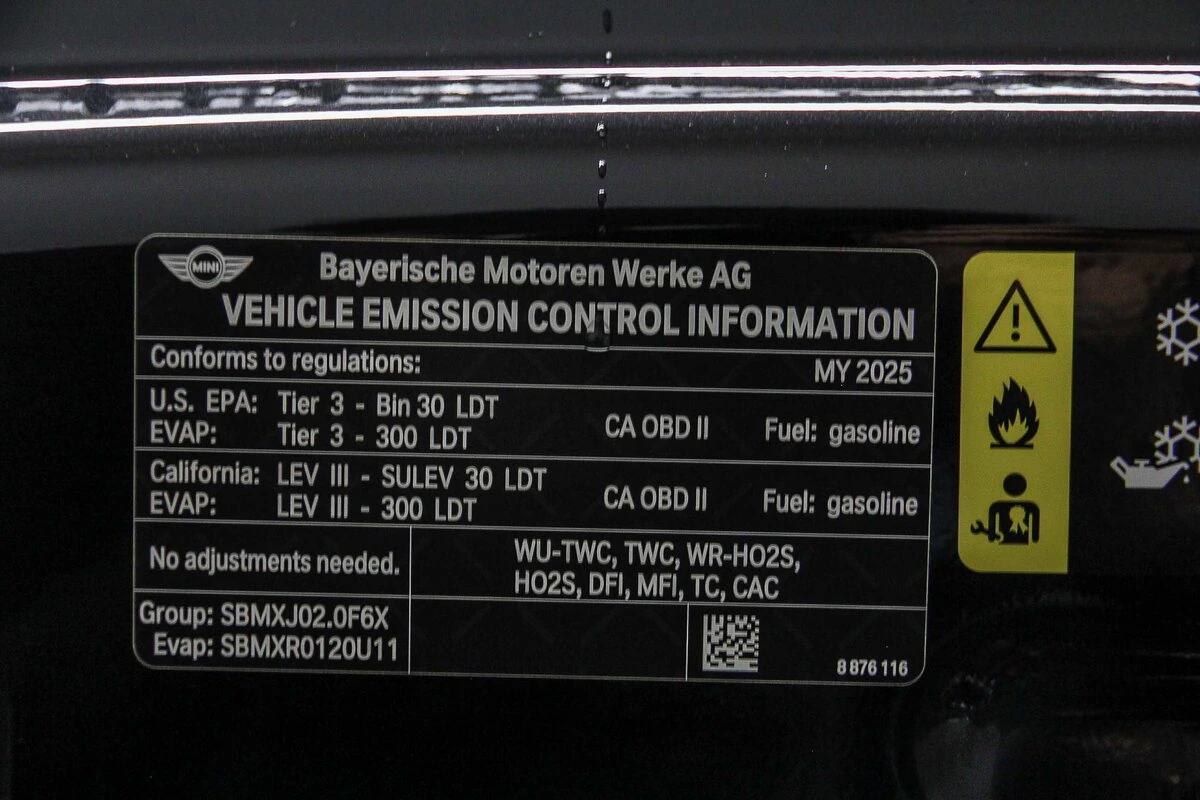 MINI
Bayerische Motoren Werke AG
VEHICLE EMISSION CONTROL INFORMATION
Conforms to regulations: MY 2025
U.S. EPA: Tier 3 - Bin 30 LDT
EVAP: Tier 3 - 300 LDT
CA OBD II Fuel: gasoline
California: LEV III - SULEV 30 LDT
EVAP: LEV III - 300 LDT
CA OBD II Fuel: gasoline
No adjustments needed.
WU-TWC, TWC, WR-HO2S,
HO2S, DFI, MFI, TC, CAC
Group: SBMXJ02.0F6X
Evap: SBMXR0120U11
8 876 116